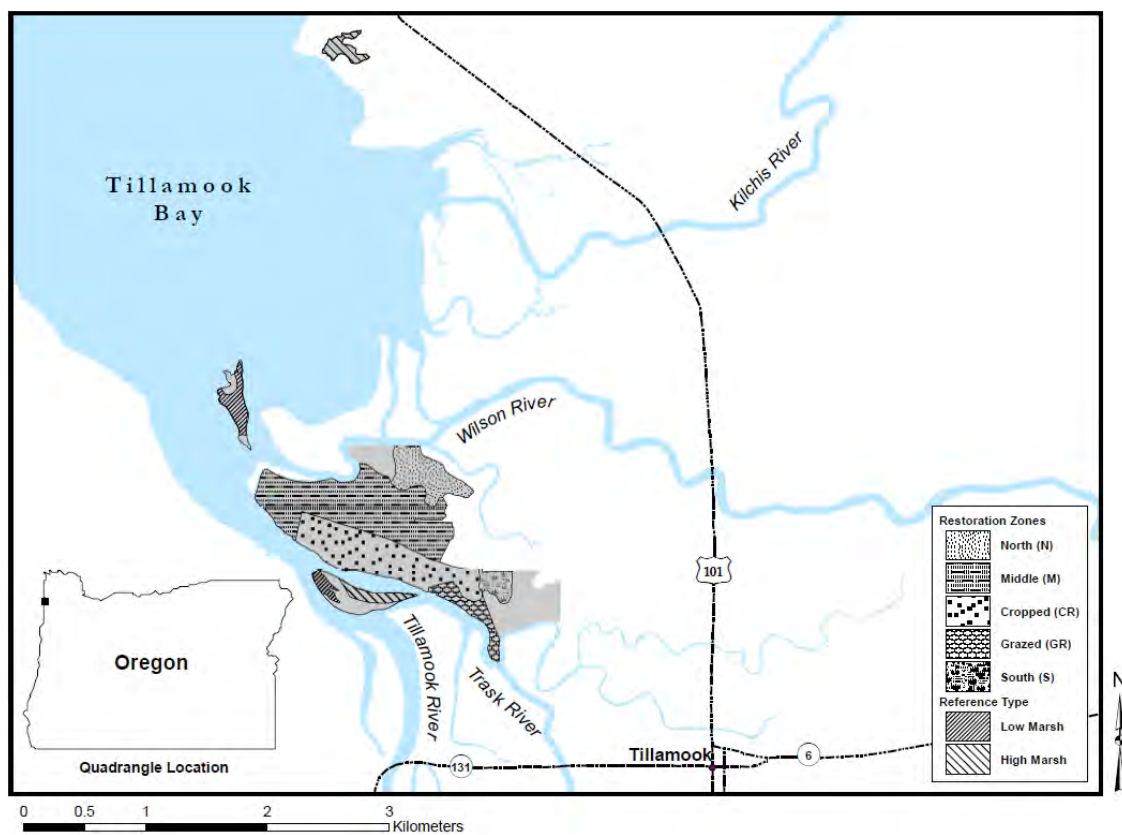 Tillamook
Bay
Kilchis River
Wilson River
101
Tillamook River
Trask River
Tillamook
131
6
Oregon
Quadrangle Location
Restoration Zones
North (N)
Middle (M)
Cropped (CR)
Grazed (GR)
South (S)
Reference Type
Low Marsh
High Marsh
N
0 0.5 1 2 3
Kilometers